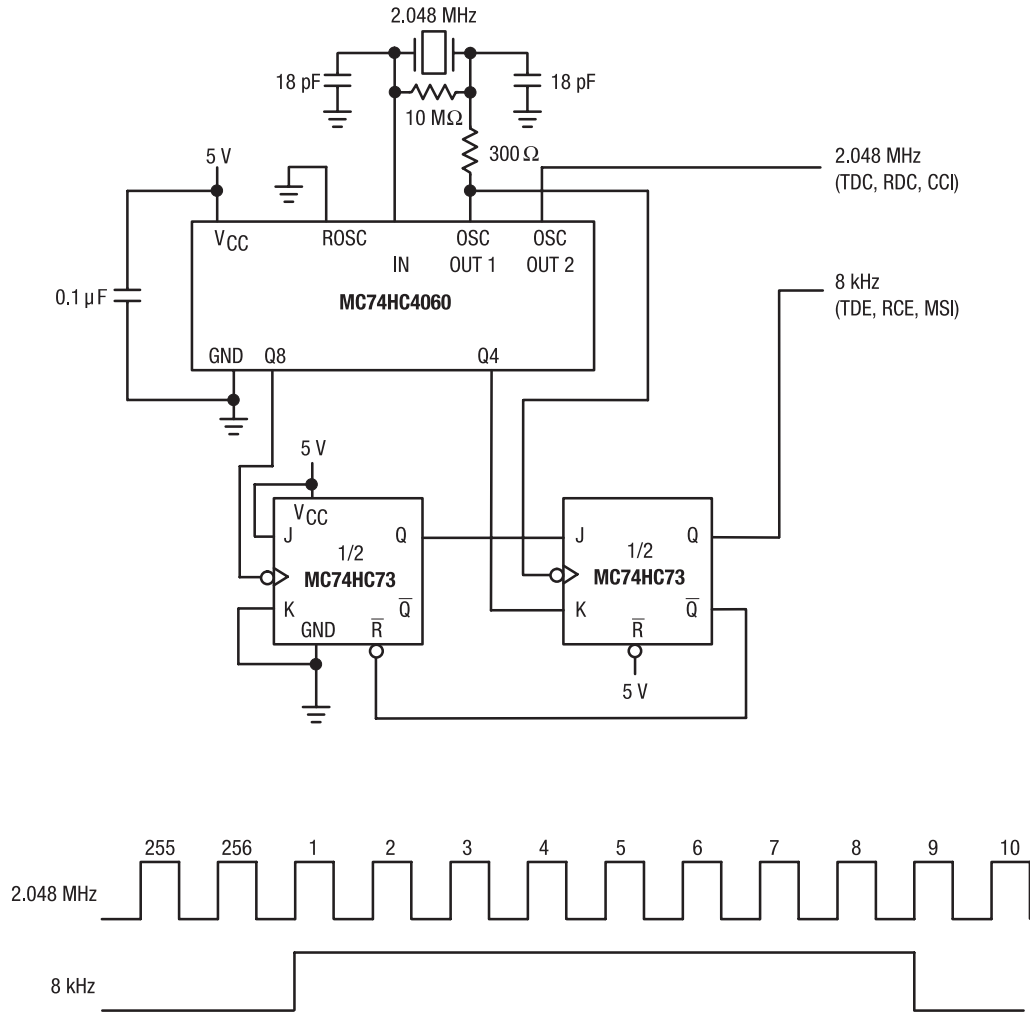 2.048 MHz
18 pF
18 pF
10 MΩ
300 Ω
5 V
2.048 MHz
(TDC, RDC, CCI)
VCC
ROSC
IN
OSC
OUT 1
OSC
OUT 2
0.1 µF
MC74HC4060
8 kHz
(TDE, RCE, MSI)
GND
Q8
Q4
5 V
VCC
J
Q
1/2
MC74HC73
K
Q̅
GND
R̅
J
Q
1/2
MC74HC73
K
Q̅
R̅
5 V
255 256 1 2 3 4 5 6 7 8 9 10
2.048 MHz
8 kHz